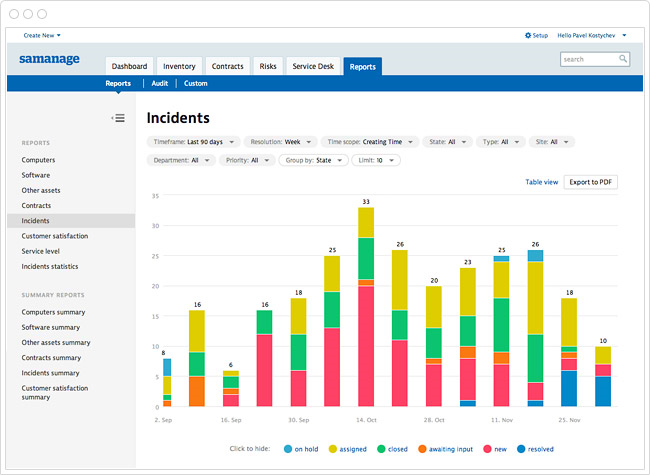 Create New
Setup Hello Pavel Kostychev
samanage
Dashboard Inventory Contracts Risks Service Desk Reports
search
Reports Audit Custom
Incidents
Timeframe: Last 90 days Resolution: Week Time scope: Creating Time State: All Type: All Site: All
Department: All Priority: All Group by: State Limit: 10
Table view Export to PDF
REPORTS
Computers
Software
Other assets
Contracts
Incidents
Customer satisfaction
Service level
Incidents statistics
SUMMARY REPORTS
Computers summary
Software summary
Other assets summary
Contracts summary
Incidents summary
Customer satisfaction
summary
35
30
25
20
15
10
5
0
8 16 6 16 18 25 33 26 20 23 25 26 18 10
2. Sep 16. Sep 30. Sep 14. Oct 28. Oct 11. Nov 25. Nov
Click to hide: on hold assigned closed awaiting input new resolved